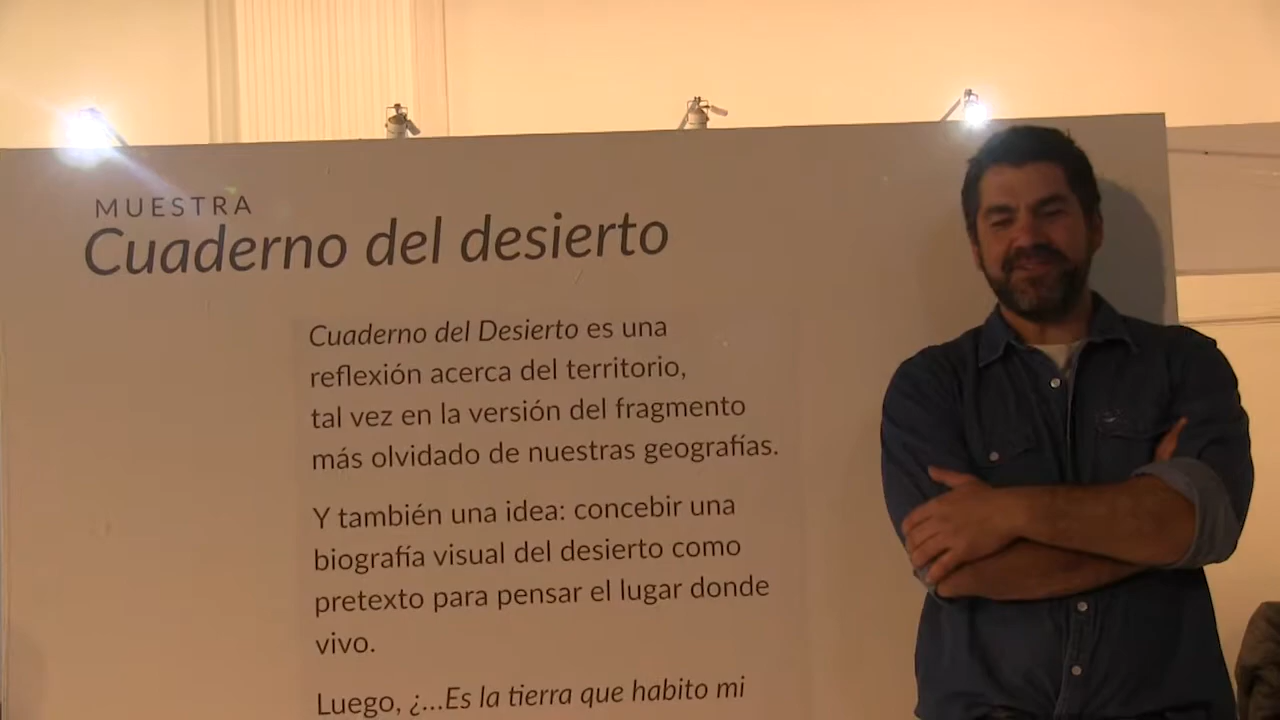 MUESTRA
Cuaderno del desierto
Cuaderno del Desierto es una
reflexión acerca del territorio,
tal vez en la versión del fragmento
más olvidado de nuestras geografías.
Y también una idea: concebir una
biografía visual del desierto como
pretexto para pensar el lugar donde
vivo.
Luego, ¿...Es la tierra que habito mi